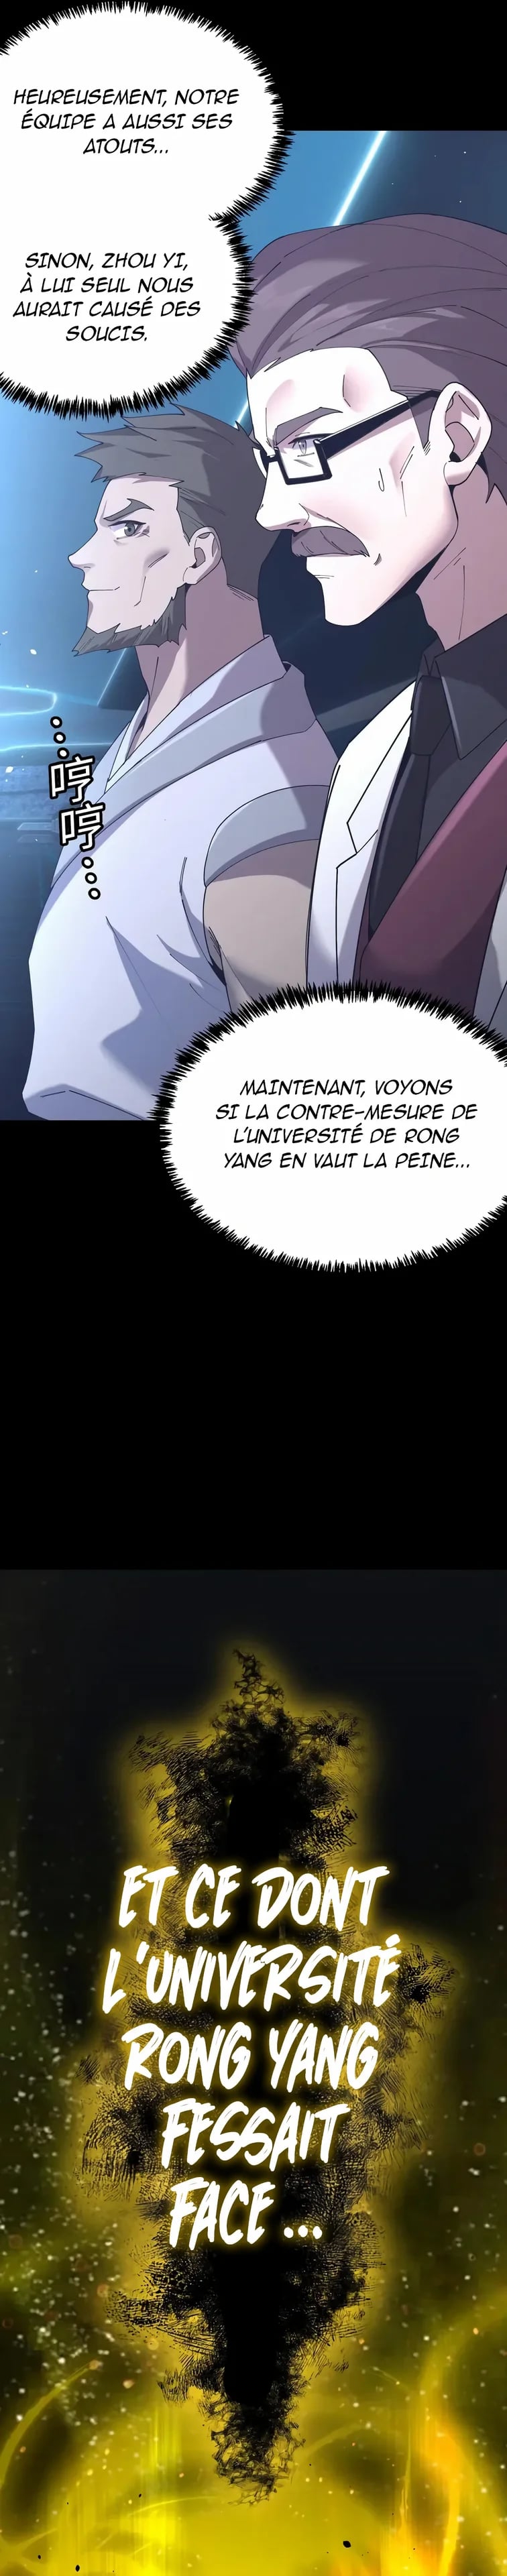 HEUREUSEMENT, NOTRE
ÉQUIPE A AUSSI SES
ATOUTS...
SINON, ZHOU YI,
À LUI SEUL NOUS
AURAIT CAUSÉ DES
SOUCIS.
...哼哼...
MAINTENANT, VOYONS
SI LA CONTRE-MESURE DE
L'UNIVERSITÉ DE RONG
YANG EN VAUT LA PEINE...
ET CE DONT
L'UNIVERSITÉ
RONG YANG
FESSAIT
FACE ...